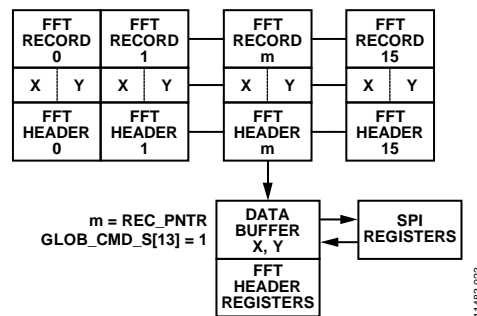 FFT RECORD 0
FFT RECORD 1
FFT RECORD m
FFT RECORD 15
X Y X Y X Y X Y
FFT HEADER 0
FFT HEADER 1
FFT HEADER m
FFT HEADER 15
m = REC_PNTR
GLOB_CMD_S[13] = 1
DATA BUFFER X, Y
SPI REGISTERS
FFT HEADER REGISTERS